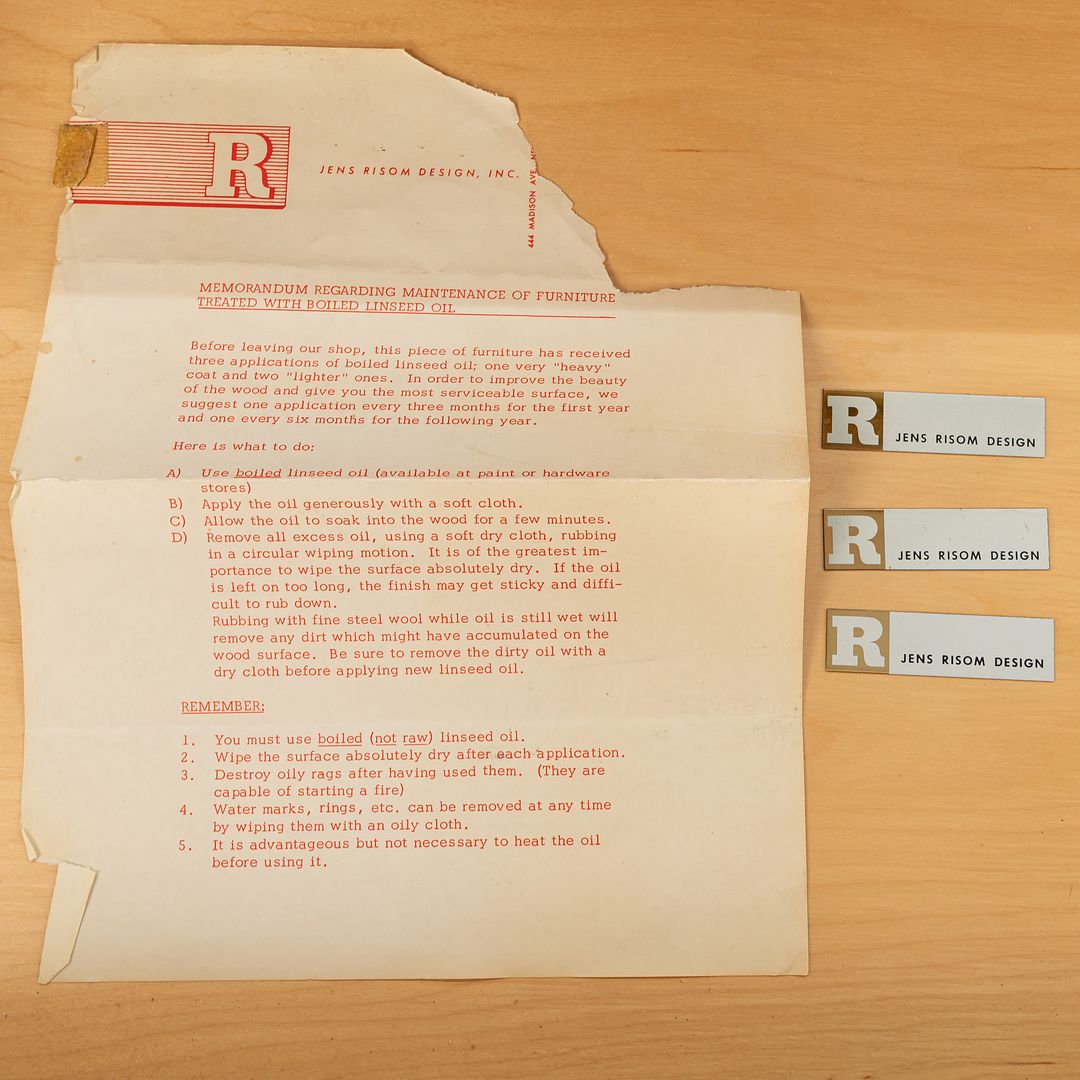 R
JENS RISOM DESIGN, INC.
444 MADISON AVE.
MEMORANDUM REGARDING MAINTENANCE OF FURNITURE
TREATED WITH BOILED LINSEED OIL
Before leaving our shop, this piece of furniture has received
three applications of boiled linseed oil; one very "heavy"
coat and two "lighter" ones. In order to improve the beauty
of the wood and give you the most serviceable surface, we
suggest one application every three months for the first year
and one every six months for the following year.
Here is what to do:
A) Use boiled linseed oil (available at paint or hardware
stores)
B) Apply the oil generously with a soft cloth.
C) Allow the oil to soak into the wood for a few minutes.
D) Remove all excess oil, using a soft dry cloth, rubbing
in a circular wiping motion. It is of the greatest im-
portance to wipe the surface absolutely dry. If the oil
is left on too long, the finish may get sticky and diffi-
cult to rub down.
Rubbing with fine steel wool while oil is still wet will
remove any dirt which might have accumulated on the
wood surface. Be sure to remove the dirty oil with a
dry cloth before applying new linseed oil.
REMEMBER:
1. You must use boiled (not raw) linseed oil.
2. Wipe the surface absolutely dry after each application.
3. Destroy oily rags after having used them. (They are
capable of starting a fire)
4. Water marks, rings, etc. can be removed at any time
by wiping them with an oily cloth.
5. It is advantageous but not necessary to heat the oil
before using it.
R JENS RISOM DESIGN
R JENS RISOM DESIGN
R JENS RISOM DESIGN